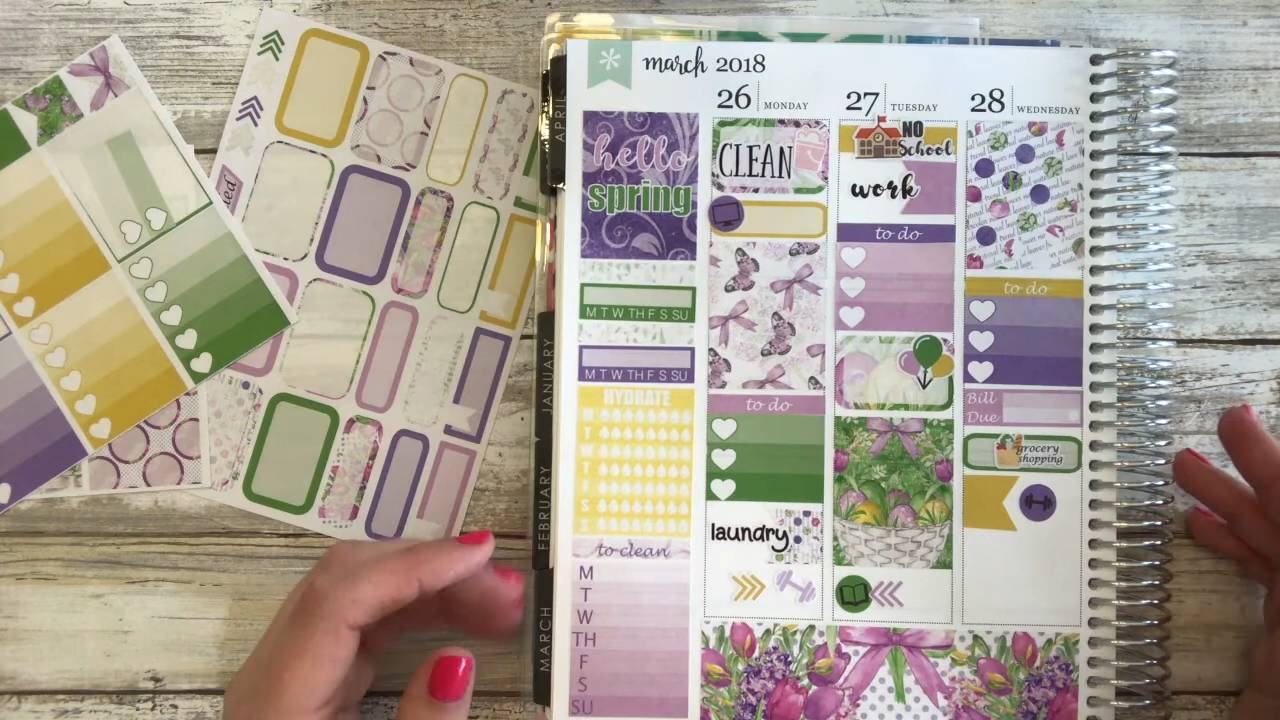 march 2018
26 MONDAY
27 TUESDAY
28 WEDNESDAY
hello
spring
M T W TH F S SU
M T W TH F S SU
HYDRATE
M
T
W
T
F
S
S
to clean
M
T
W
TH
F
S
SU
CLEAN
to do
laundry
NO
School
work
to do
to do
Bill
Due
grocery
shopping
APRIL
JANUARY
FEBRUARY
MARCH